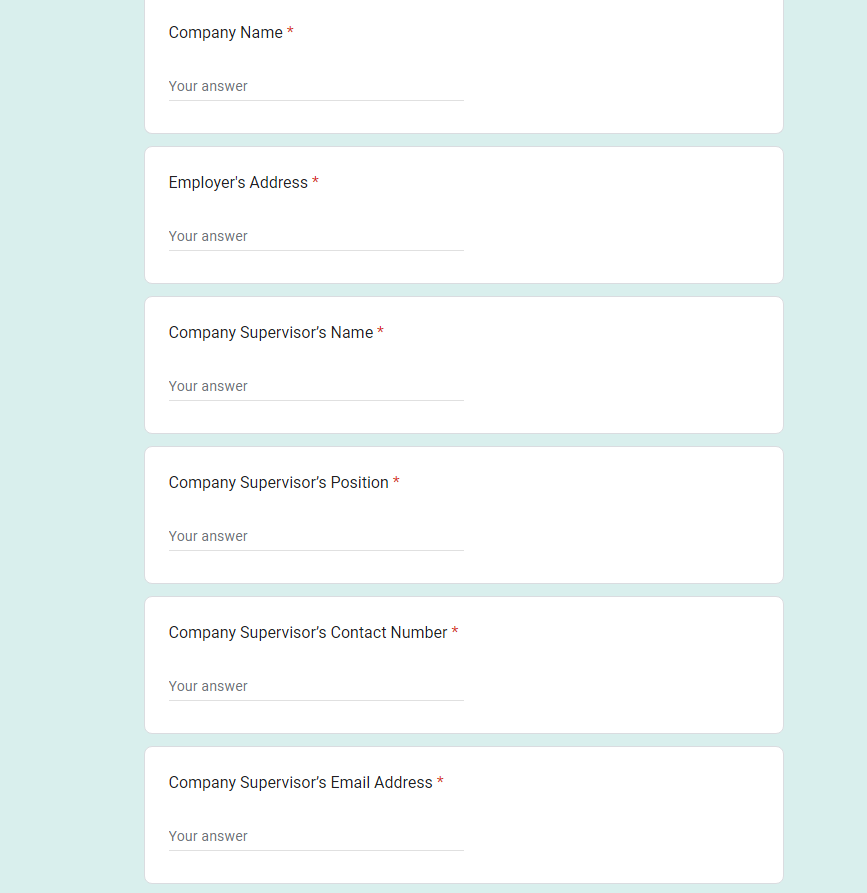 Company Name *
Your answer
Employer's Address *
Your answer
Company Supervisor's Name *
Your answer
Company Supervisor's Position *
Your answer
Company Supervisor's Contact Number *
Your answer
Company Supervisor's Email Address *
Your answer